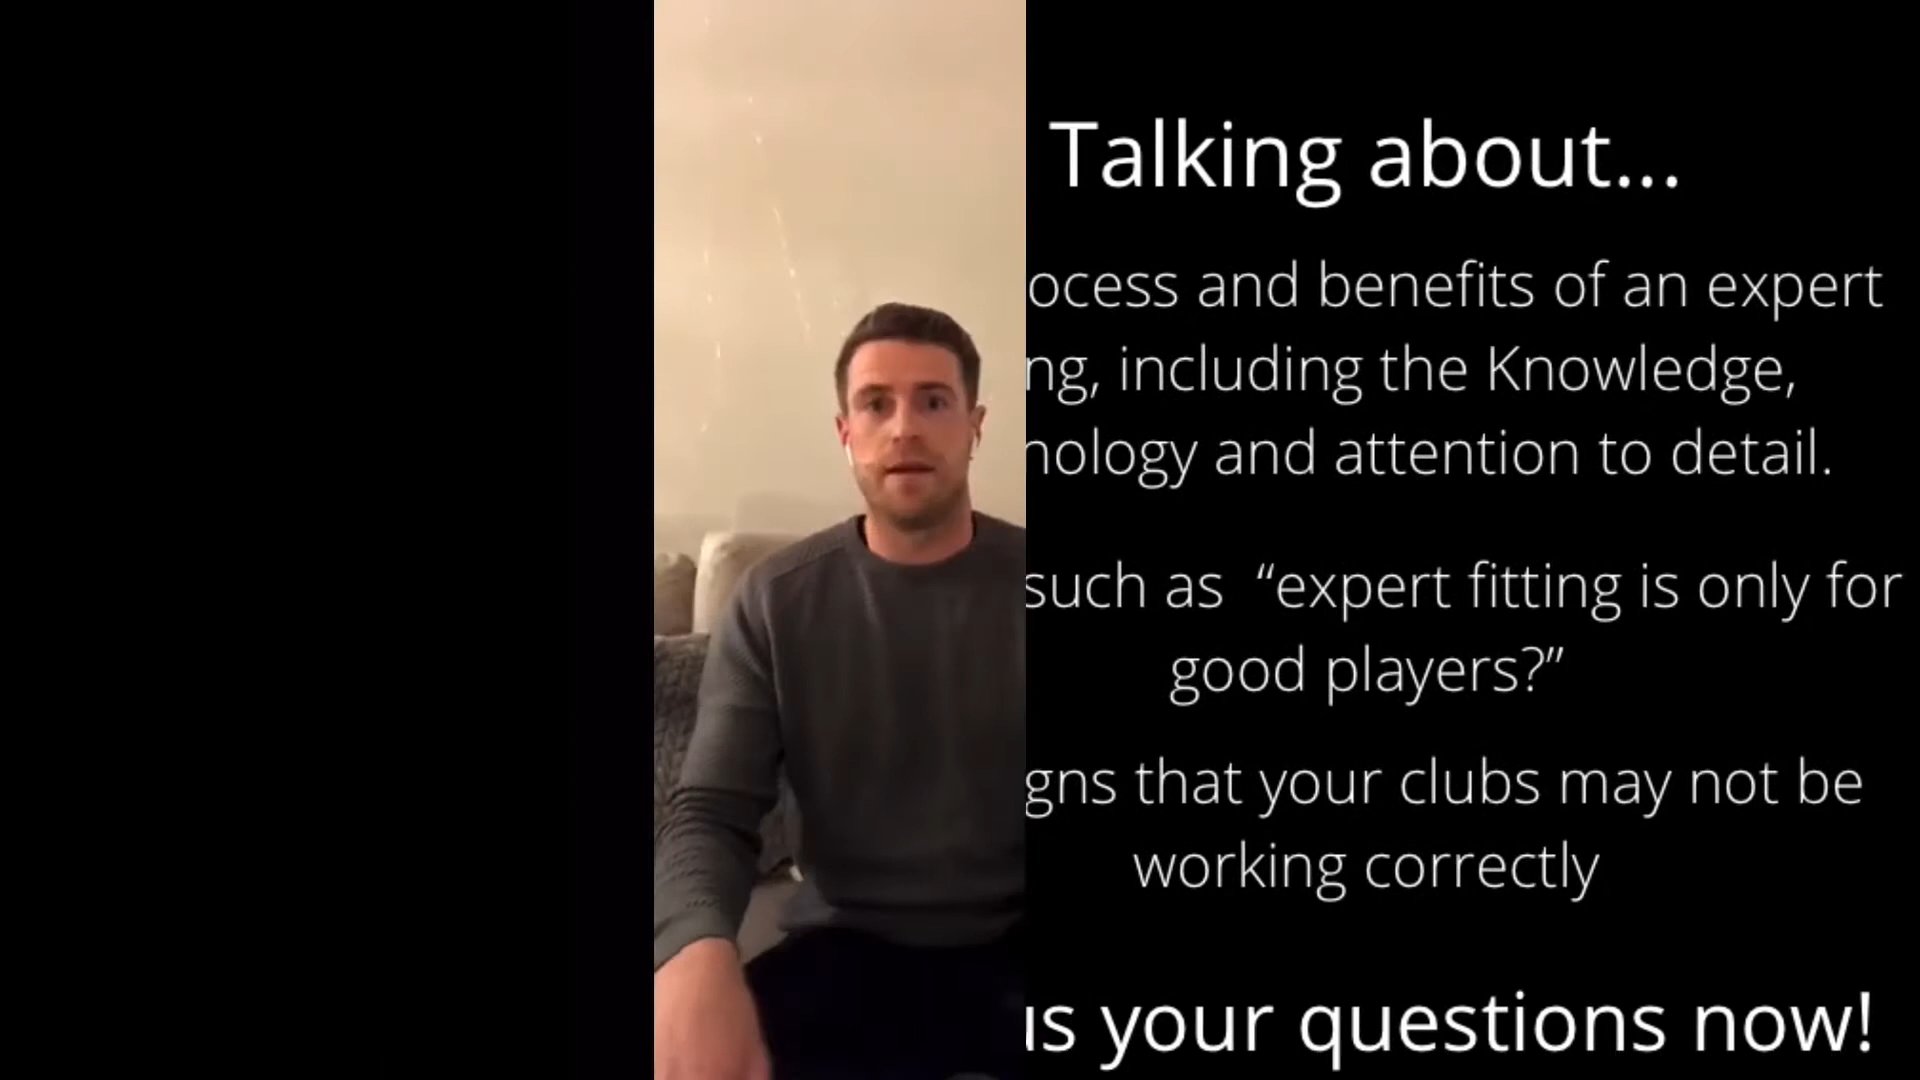 Talking about...
ocess and benefits of an expert
ng, including the Knowledge,
nology and attention to detail.
such as “expert fitting is only for
good players?”
gns that your clubs may not be
working correctly
us your questions now!